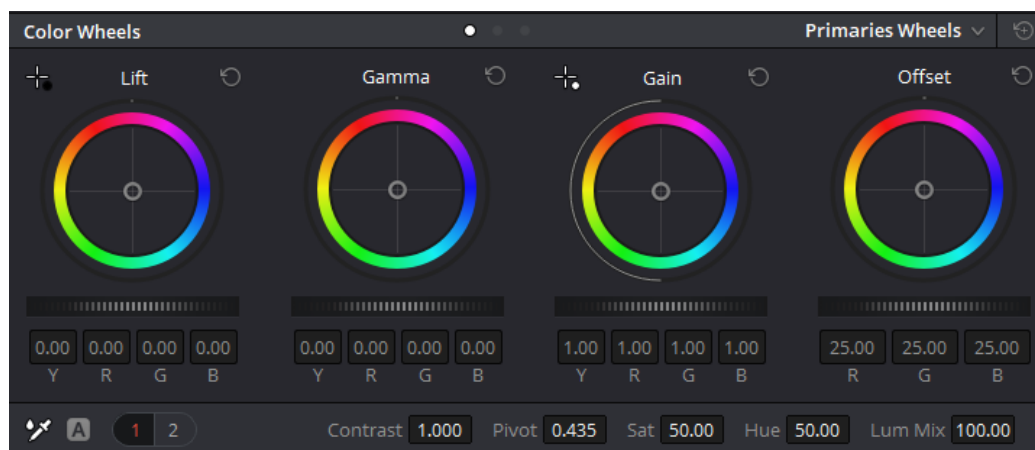 Color Wheels Primaries Wheels
Lift Gamma Gain Offset
0.00 0.00 0.00 0.00 0.00 0.00 0.00 0.00 1.00 1.00 1.00 1.00 25.00 25.00 25.00
Y R G B Y R G B Y R G B R G B
A 1 2 Contrast 1.000 Pivot 0.435 Sat 50.00 Hue 50.00 Lum Mix 100.00